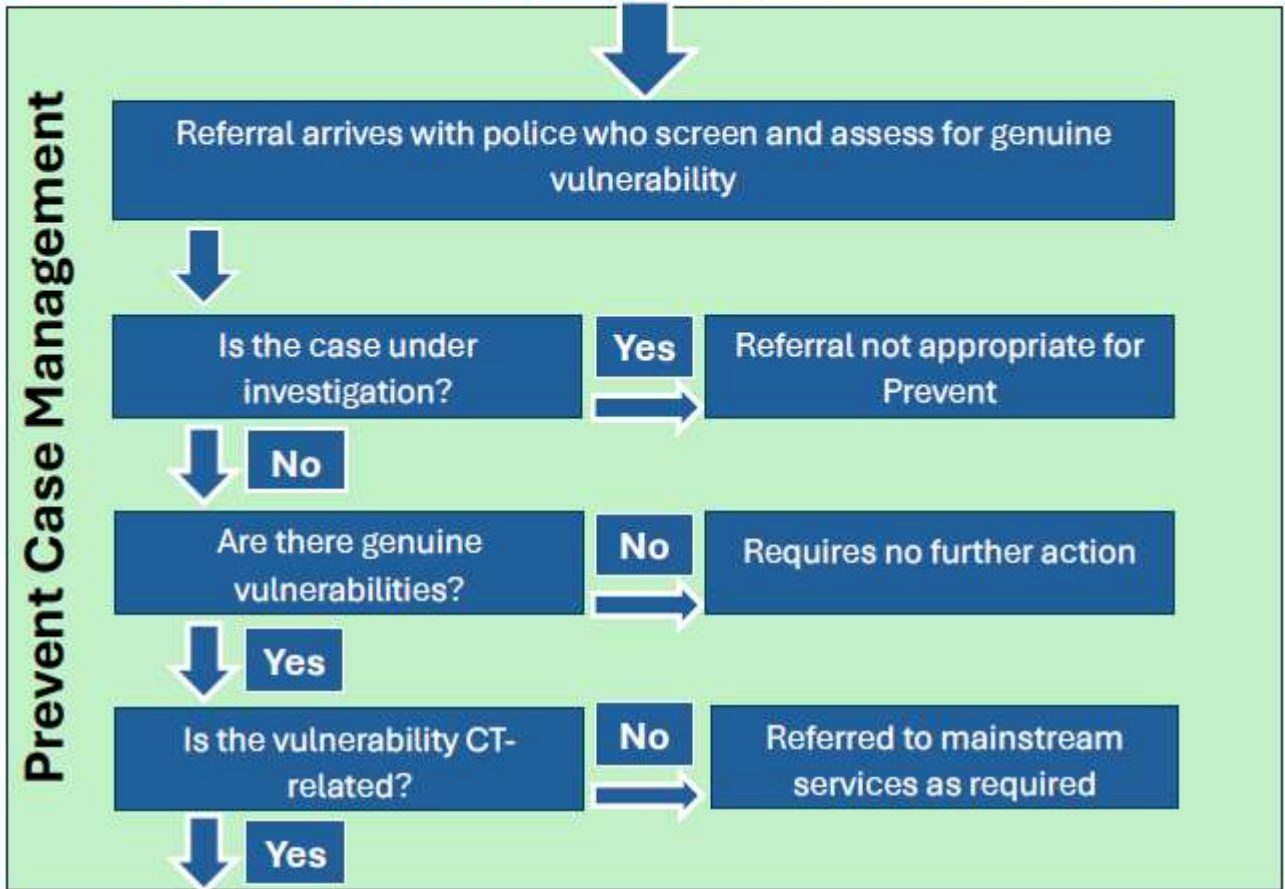 Prevent Case Management
Referral arrives with police who screen and assess for genuine
vulnerability
Is the case under
investigation?
Yes
Referral not appropriate for
Prevent
No
Are there genuine
vulnerabilities?
No
Requires no further action
Yes
Is the vulnerability CT-
related?
No
Referred to mainstream
services as required
Yes